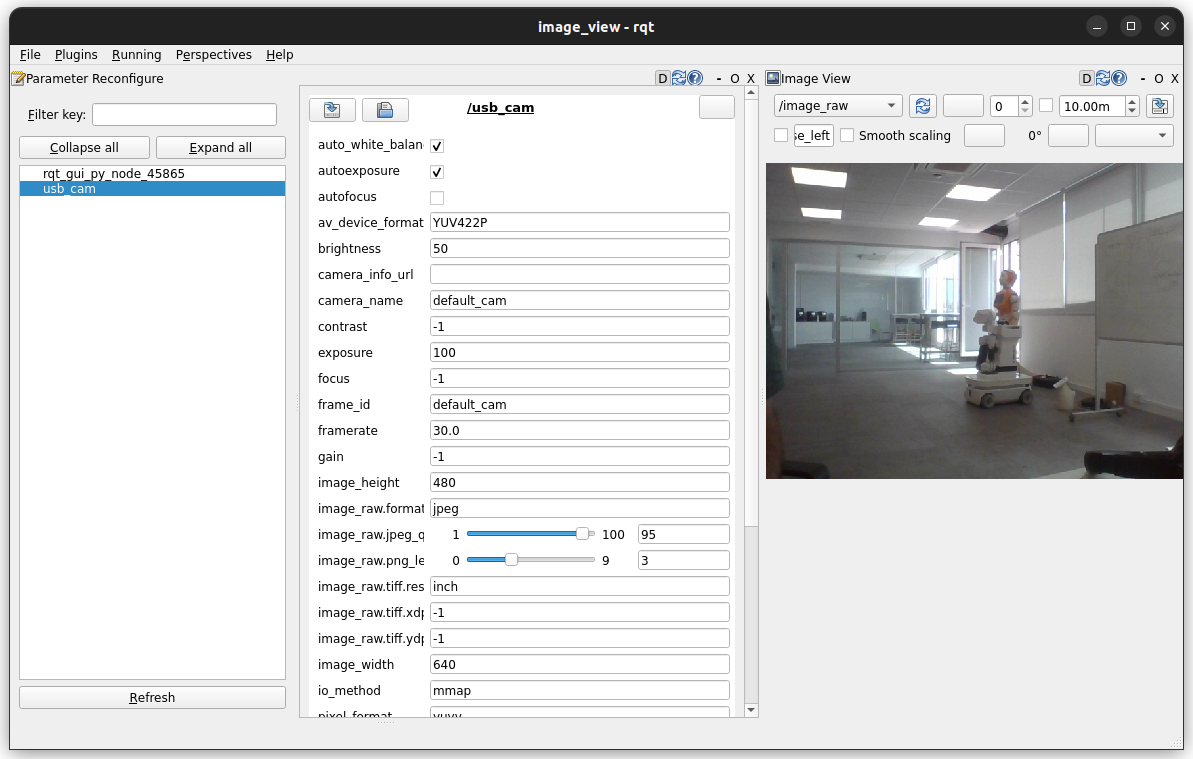 image_view - rqt
File Plugins Running Perspectives Help
Parameter Reconfigure
D
- O X
Filter key:
Collapse all
Expand all
rqt_gui_py_node_45865
usb_cam
Refresh
/usb_cam
auto_white_balan
autoexposure
autofocus
av_device_format YUV422P
brightness 50
camera_info_url
camera_name default_cam
contrast -1
exposure 100
focus -1
frame_id default_cam
framerate 30.0
gain -1
image_height 480
image_raw.format jpeg
image_raw.jpeg_q 1 100 95
image_raw.png_le 0 9 3
image_raw.tiff.res inch
image_raw.tiff.xdp -1
image_raw.tiff.ydp -1
image_width 640
io_method mmap
pixel_format yuyv
Image View
D
- O X
/image_raw 0 10.00m
se_left Smooth scaling 0°